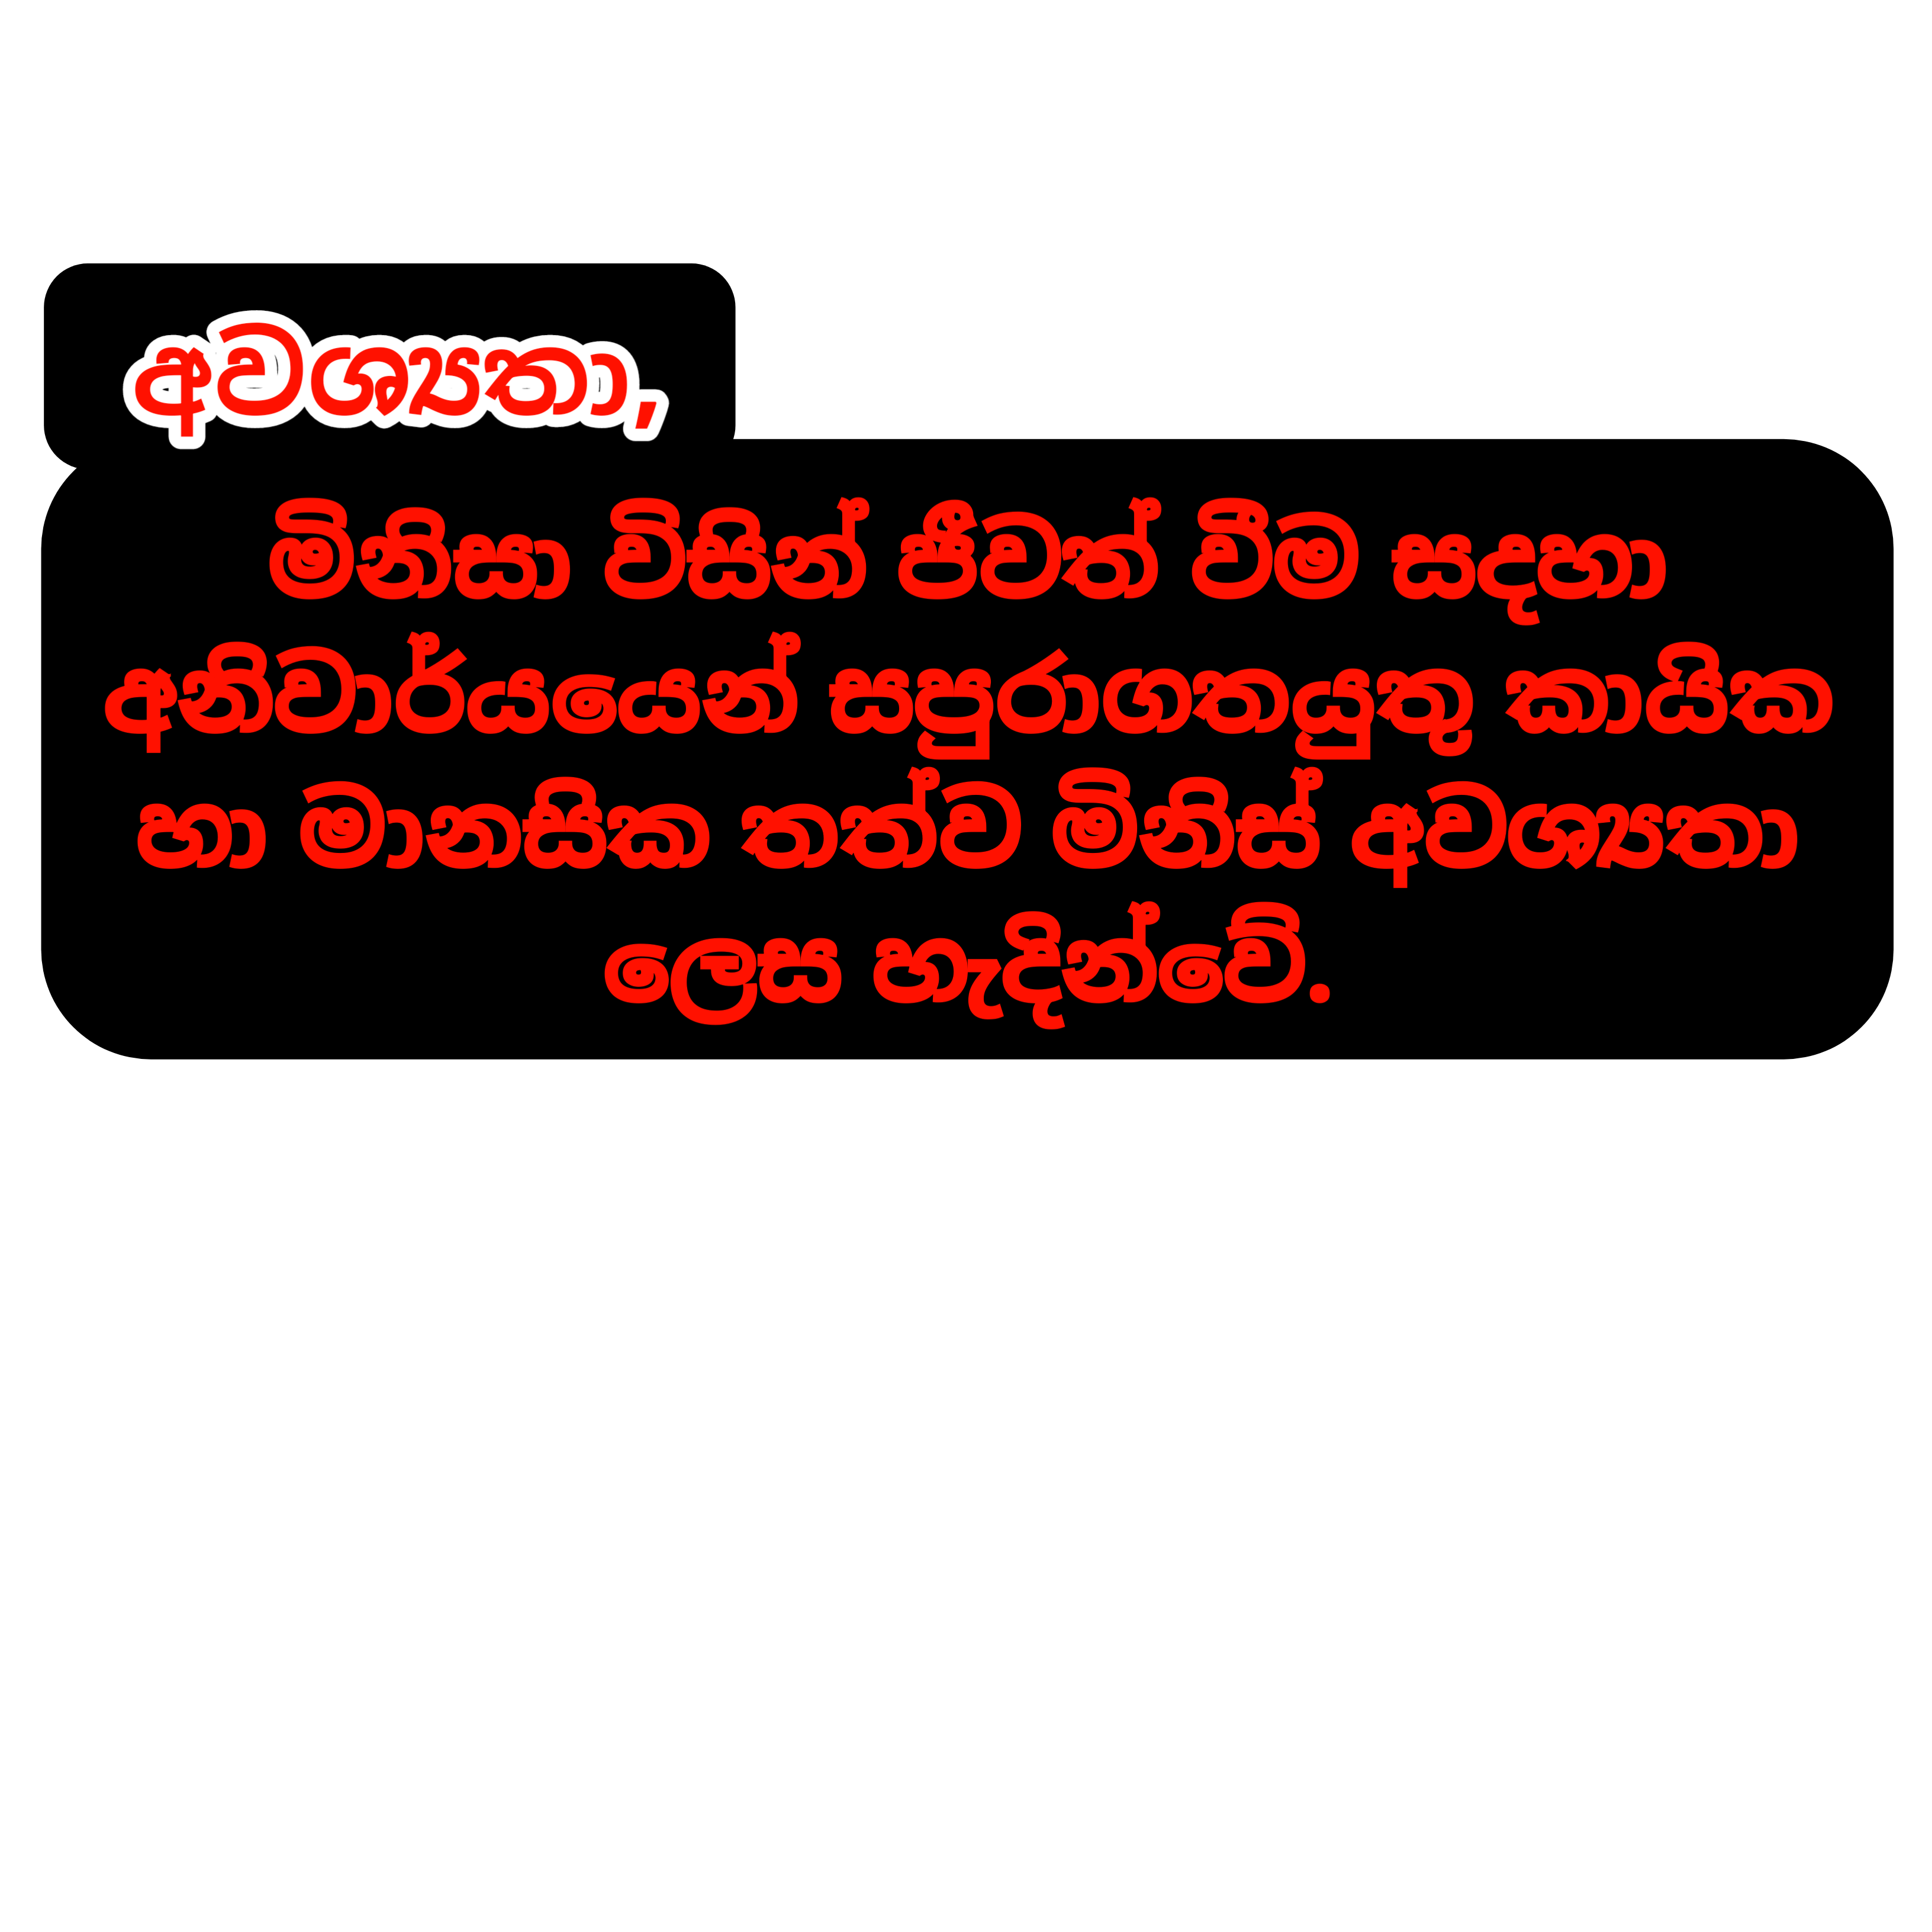 අවශ්‍යතා,
මිනිසා විසින් ජීවත් වීම සඳහා
අනිවාර්යයෙන් සපුරාගතයුතු කායික
හා මානසික තත්ව මිනිස් අවශ්‍යතා
ලෙස හැඳින්වේ.